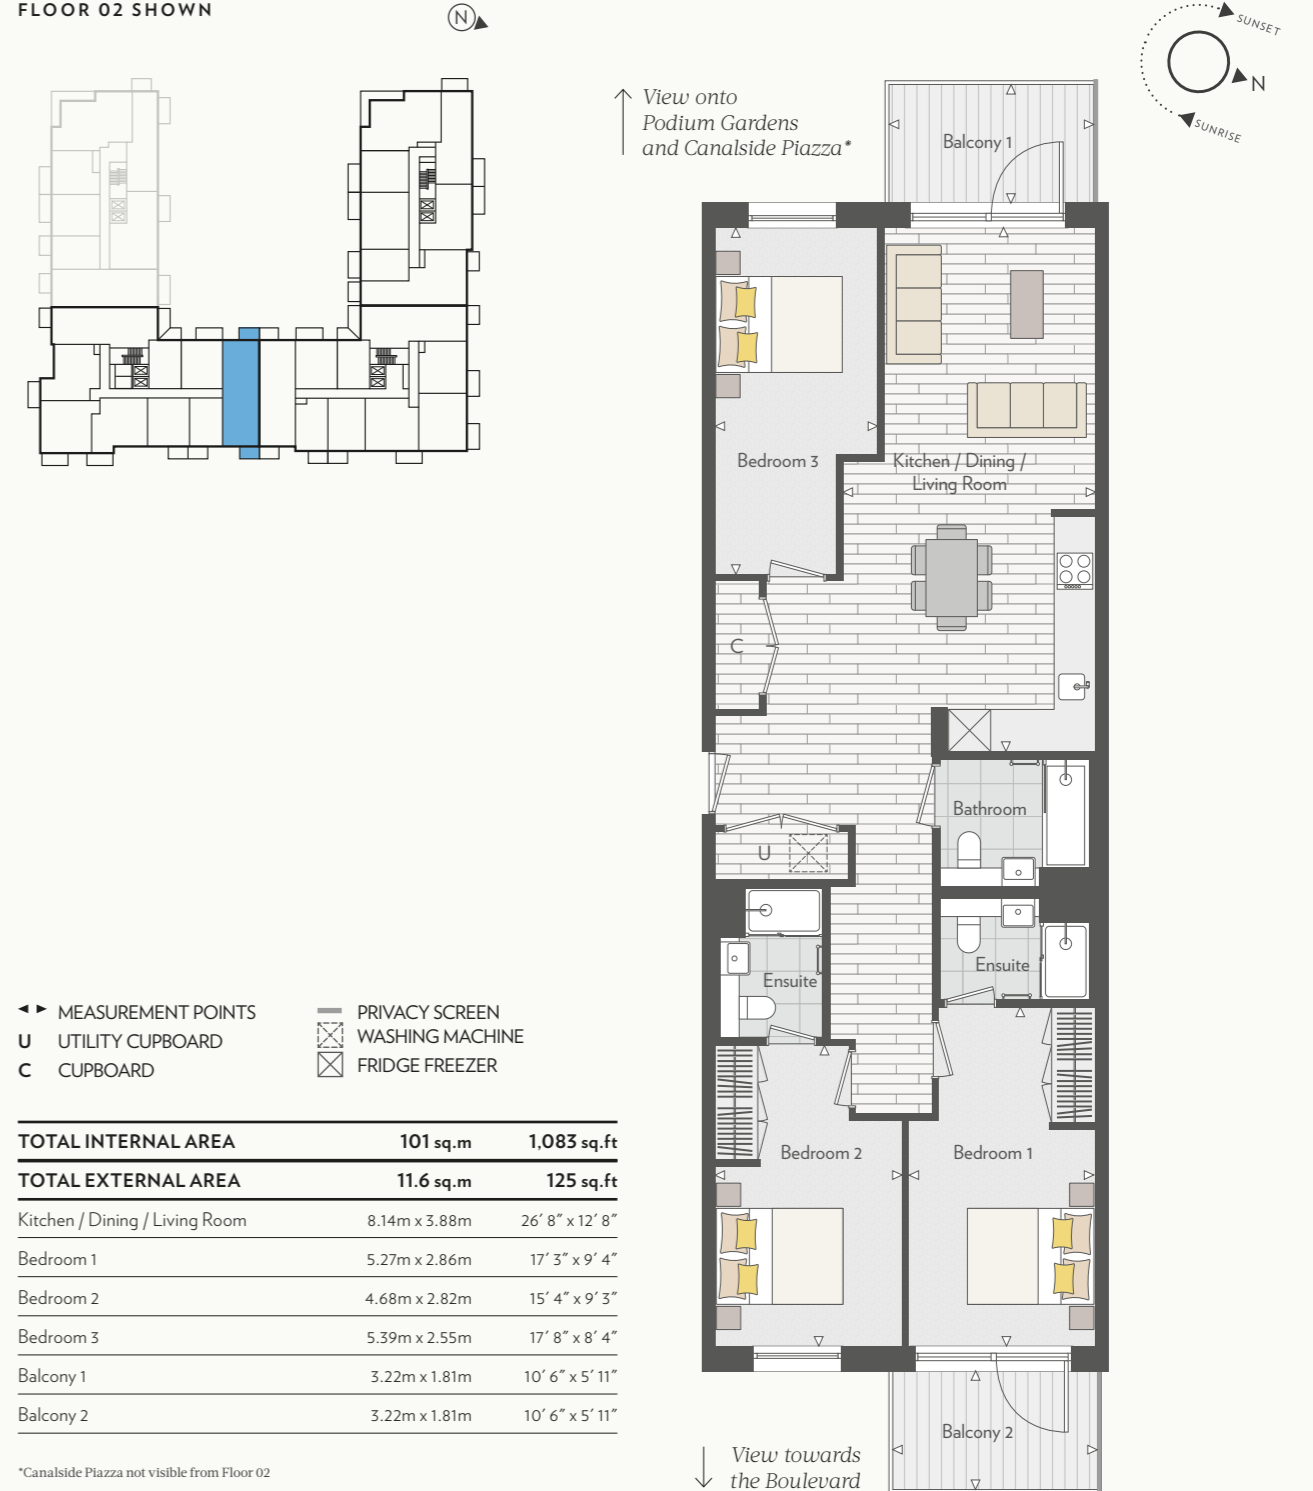 FLOOR 02 SHOWN
N
SUNSET
N
SUNRISE
View onto
Podium Gardens
and Canalside Piazza*
Balcony 1
Bedroom 3
Kitchen / Dining /
Living Room
C
Bathroom
U
Ensuite
Ensuite
Bedroom 2
Bedroom 1
Balcony 2
View towards
the Boulevard
MEASUREMENT POINTS
U UTILITY CUPBOARD
C CUPBOARD
PRIVACY SCREEN
WASHING MACHINE
FRIDGE FREEZER
TOTAL INTERNAL AREA 101 sq.m 1,083 sq.ft
TOTAL EXTERNAL AREA 11.6 sq.m 125 sq.ft
Kitchen / Dining / Living Room 8.14m x 3.88m 26′ 8″ x 12′ 8″
Bedroom 1 5.27m x 2.86m 17′ 3″ x 9′ 4″
Bedroom 2 4.68m x 2.82m 15′ 4″ x 9′ 3″
Bedroom 3 5.39m x 2.55m 17′ 8″ x 8′ 4″
Balcony 1 3.22m x 1.81m 10′ 6″ x 5′ 11″
Balcony 2 3.22m x 1.81m 10′ 6″ x 5′ 11″
*Canalside Piazza not visible from Floor 02